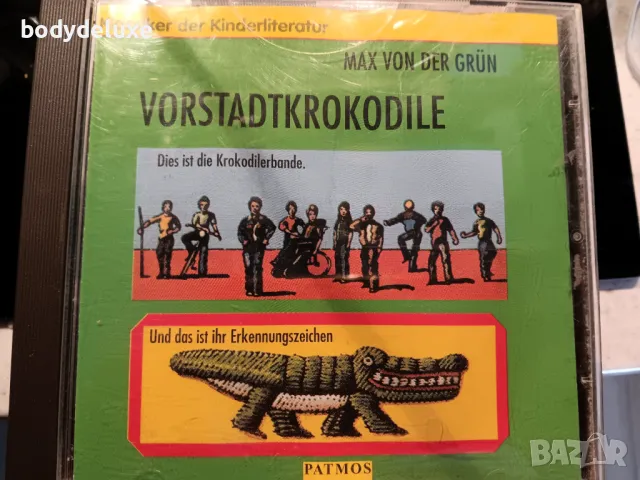 bodydeluxe
der Kinderliteratur
MAX VON DER GRÜN
VORSTADTKROKODILE
Dies ist die Krokodilerbande.
Und das ist ihr Erkennungszeichen
PATMOS
BAZAR